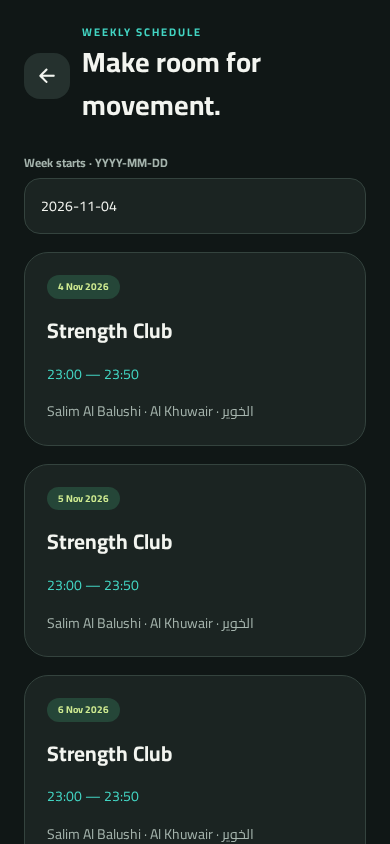 WEEKLY SCHEDULE
Make room for
movement.
Week starts · YYYY-MM-DD
2026-11-04
4 Nov 2026
Strength Club
23:00 — 23:50
Salim Al Balushi · Al Khuwair · الخوير
5 Nov 2026
Strength Club
23:00 — 23:50
Salim Al Balushi · Al Khuwair · الخوير
6 Nov 2026
Strength Club
23:00 — 23:50
Salim Al Balushi · Al Khuwair · الخوير